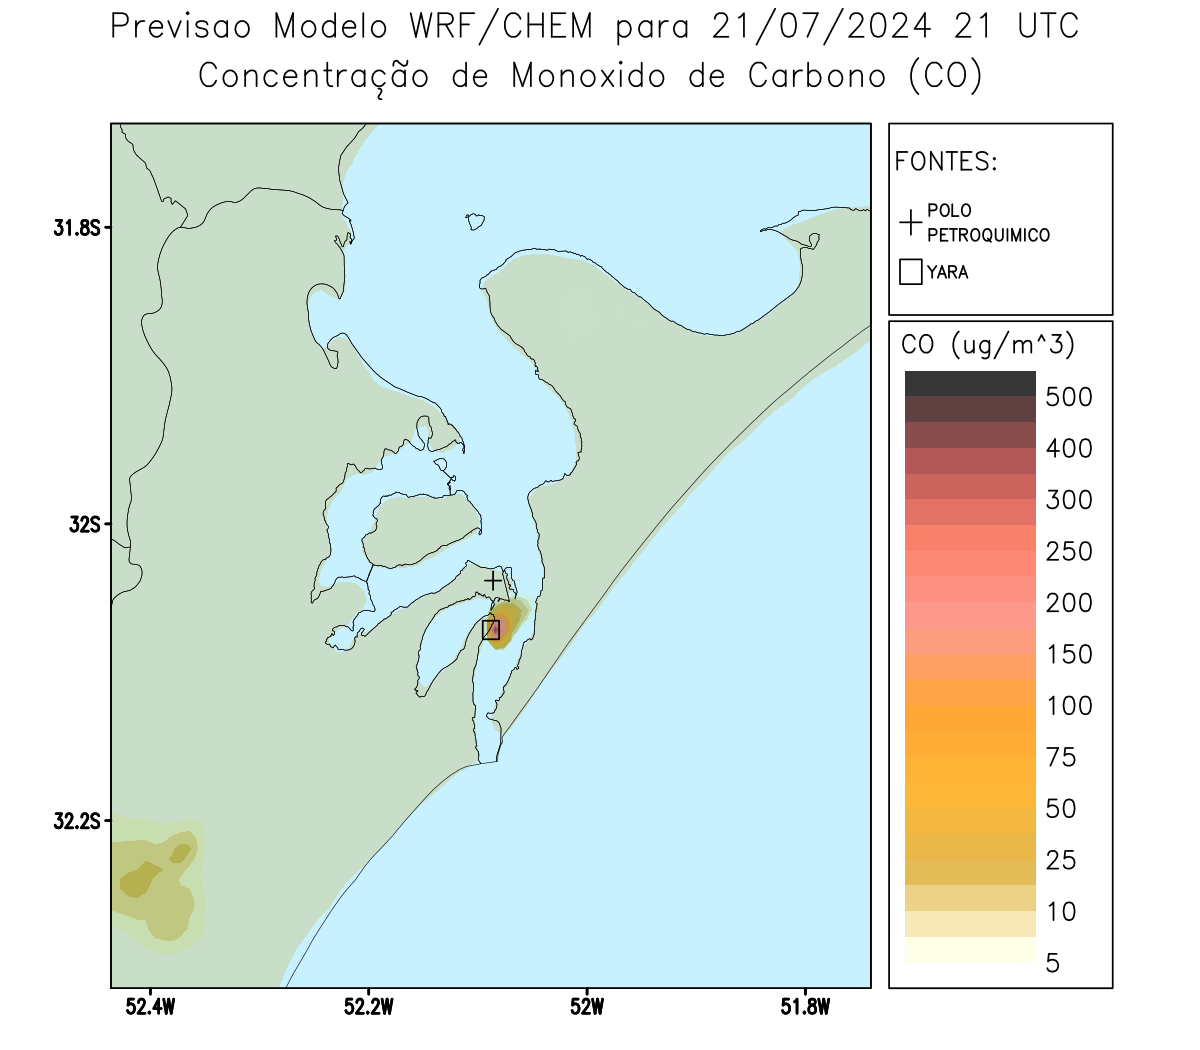 Previsao Modelo WRF/CHEM para 21/07/2024 21 UTC
Concentração de Monoxido de Carbono (CO)
FONTES:
POLO
PETROQUIMICO
YARA
CO (ug/m^3)
500
400
300
250
200
150
100
75
50
25
10
5
31.8S
32S
32.2S
52.4W
52.2W
52W
51.8W